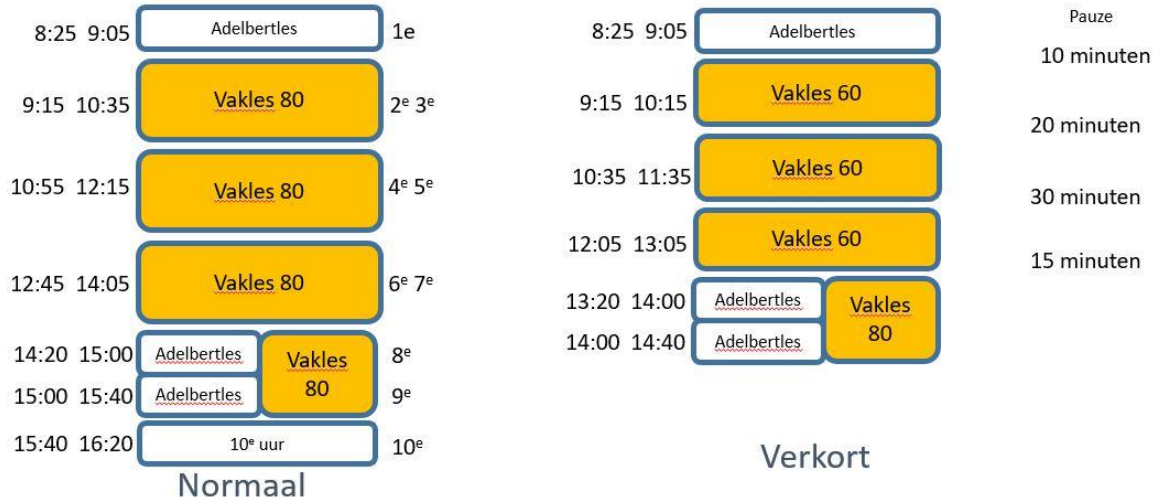 8:25 9:05 Adelbertles 1e
9:15 10:35 Vakles 80 2e 3e
10:55 12:15 Vakles 80 4e 5e
12:45 14:05 Vakles 80 6e 7e
14:20 15:00 Adelbertles 8e
Vakles
80
15:00 15:40 Adelbertles 9e
15:40 16:20 10e uur 10e
Normaal
8:25 9:05 Adelbertles
9:15 10:15 Vakles 60
10:35 11:35 Vakles 60
12:05 13:05 Vakles 60
13:20 14:00 Adelbertles
Vakles
80
14:00 14:40 Adelbertles
Verkort
Pauze
10 minuten
20 minuten
30 minuten
15 minuten